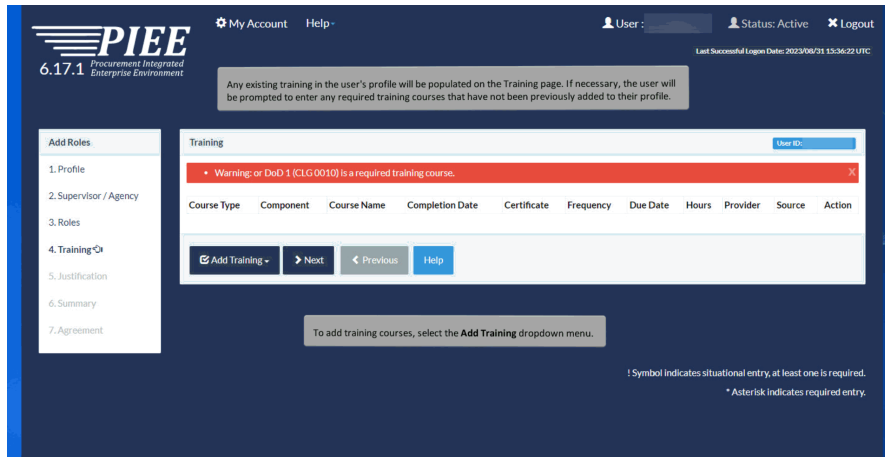 PIEE
6.17.1 Procurement Integrated
Enterprise Environment
My Account Help
User :
Status: Active
Logout
Last Successful Logon Date: 2023/08/31 15:36:22 UTC
Any existing training in the user's profile will be populated on the Training page. If necessary, the user will
be prompted to enter any required training courses that have not been previously added to their profile.
Add Roles
1. Profile
2. Supervisor / Agency
3. Roles
4. Training
5. Justification
6. Summary
7. Agreement
Training
User ID:
• Warning: or DoD 1 (CLG 0010) is a required training course.
X
Course Type Component Course Name Completion Date Certificate Frequency Due Date Hours Provider Source Action
Add Training Next Previous Help
To add training courses, select the Add Training dropdown menu.
! Symbol indicates situational entry, at least one is required.
* Asterisk indicates required entry.